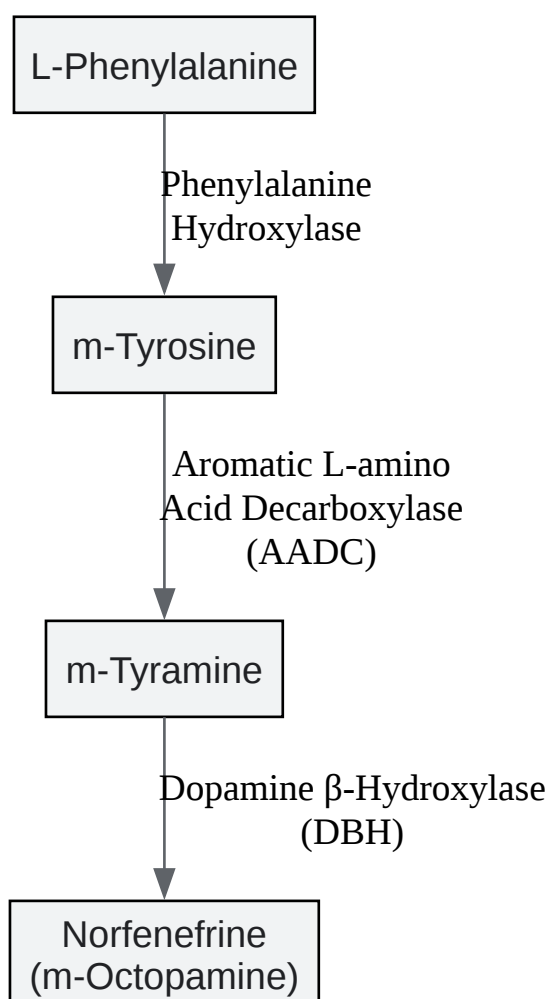 L-Phenylalanine
Phenylalanine
Hydroxylase
m-Tyrosine
Aromatic L-amino
Acid Decarboxylase
(AADC)
m-Tyramine
Dopamine β-Hydroxylase
(DBH)
Norfenefrine
(m-Octopamine)